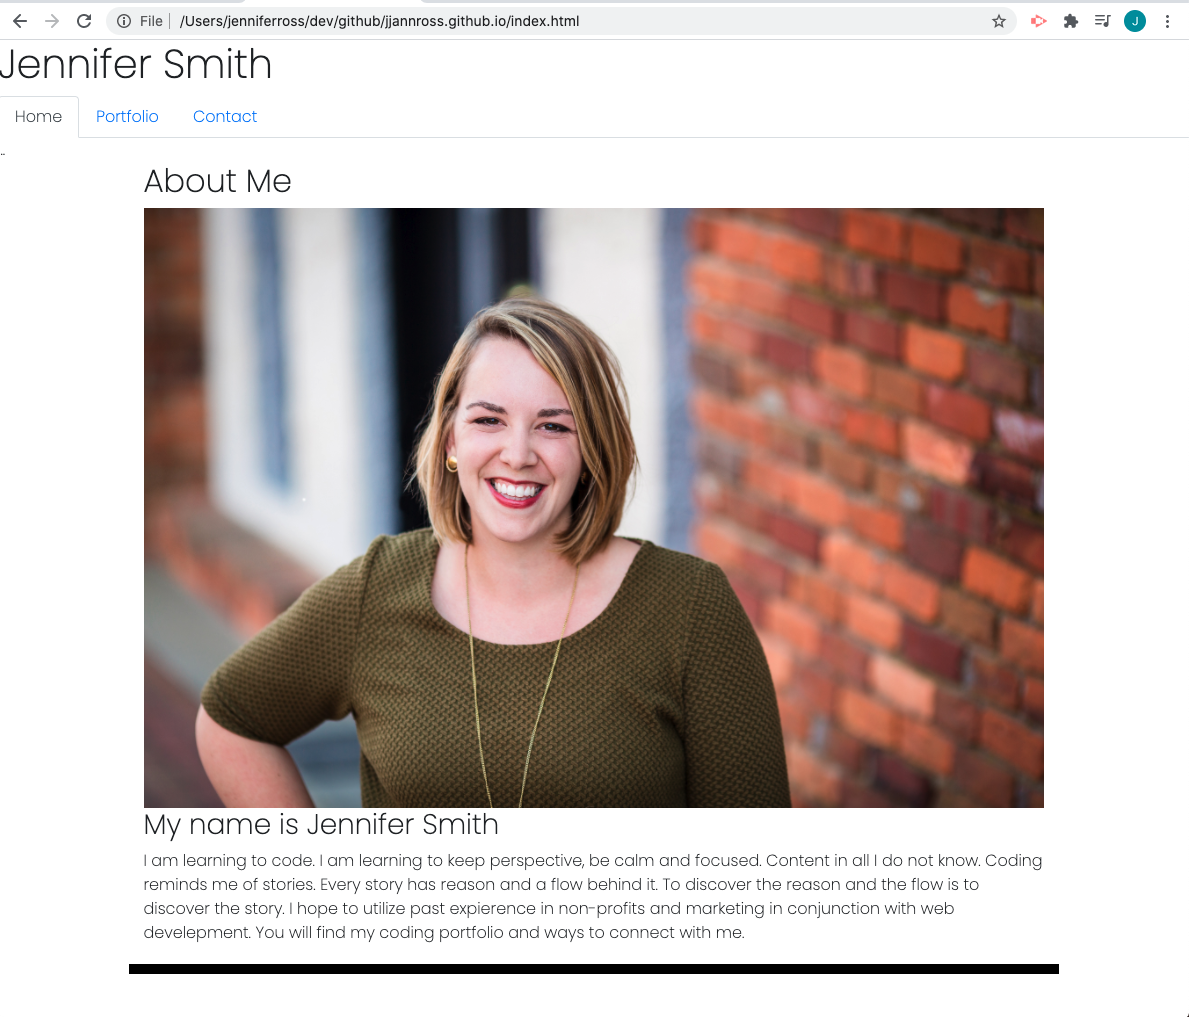 File | /Users/jenniferross/dev/github/jjannross.github.io/index.html
J
Jennifer Smith
Home Portfolio Contact
..
About Me
My name is Jennifer Smith
I am learning to code. I am learning to keep perspective, be calm and focused. Content in all I do not know. Coding
reminds me of stories. Every story has reason and a flow behind it. To discover the reason and the flow is to
discover the story. I hope to utilize past expierence in non-profits and marketing in conjunction with web
develepment. You will find my coding portfolio and ways to connect with me.